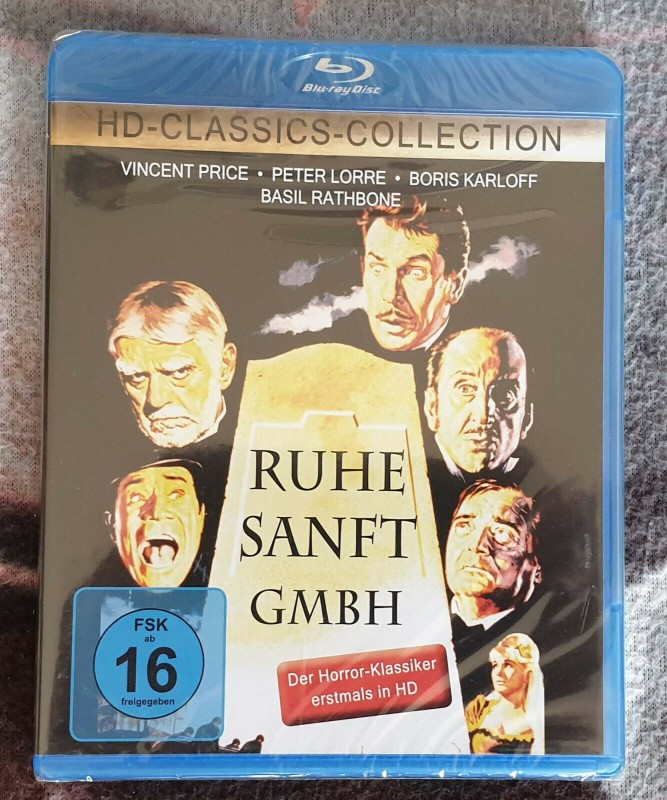 Blu-ray Disc
HD-CLASSICS-COLLECTION
VINCENT PRICE • PETER LORRE • BORIS KARLOFF
BASIL RATHBONE
RUHE
SANFT
GMBH
Der Horror-Klassiker
erstmals in HD
FSK
ab
16
freigegeben